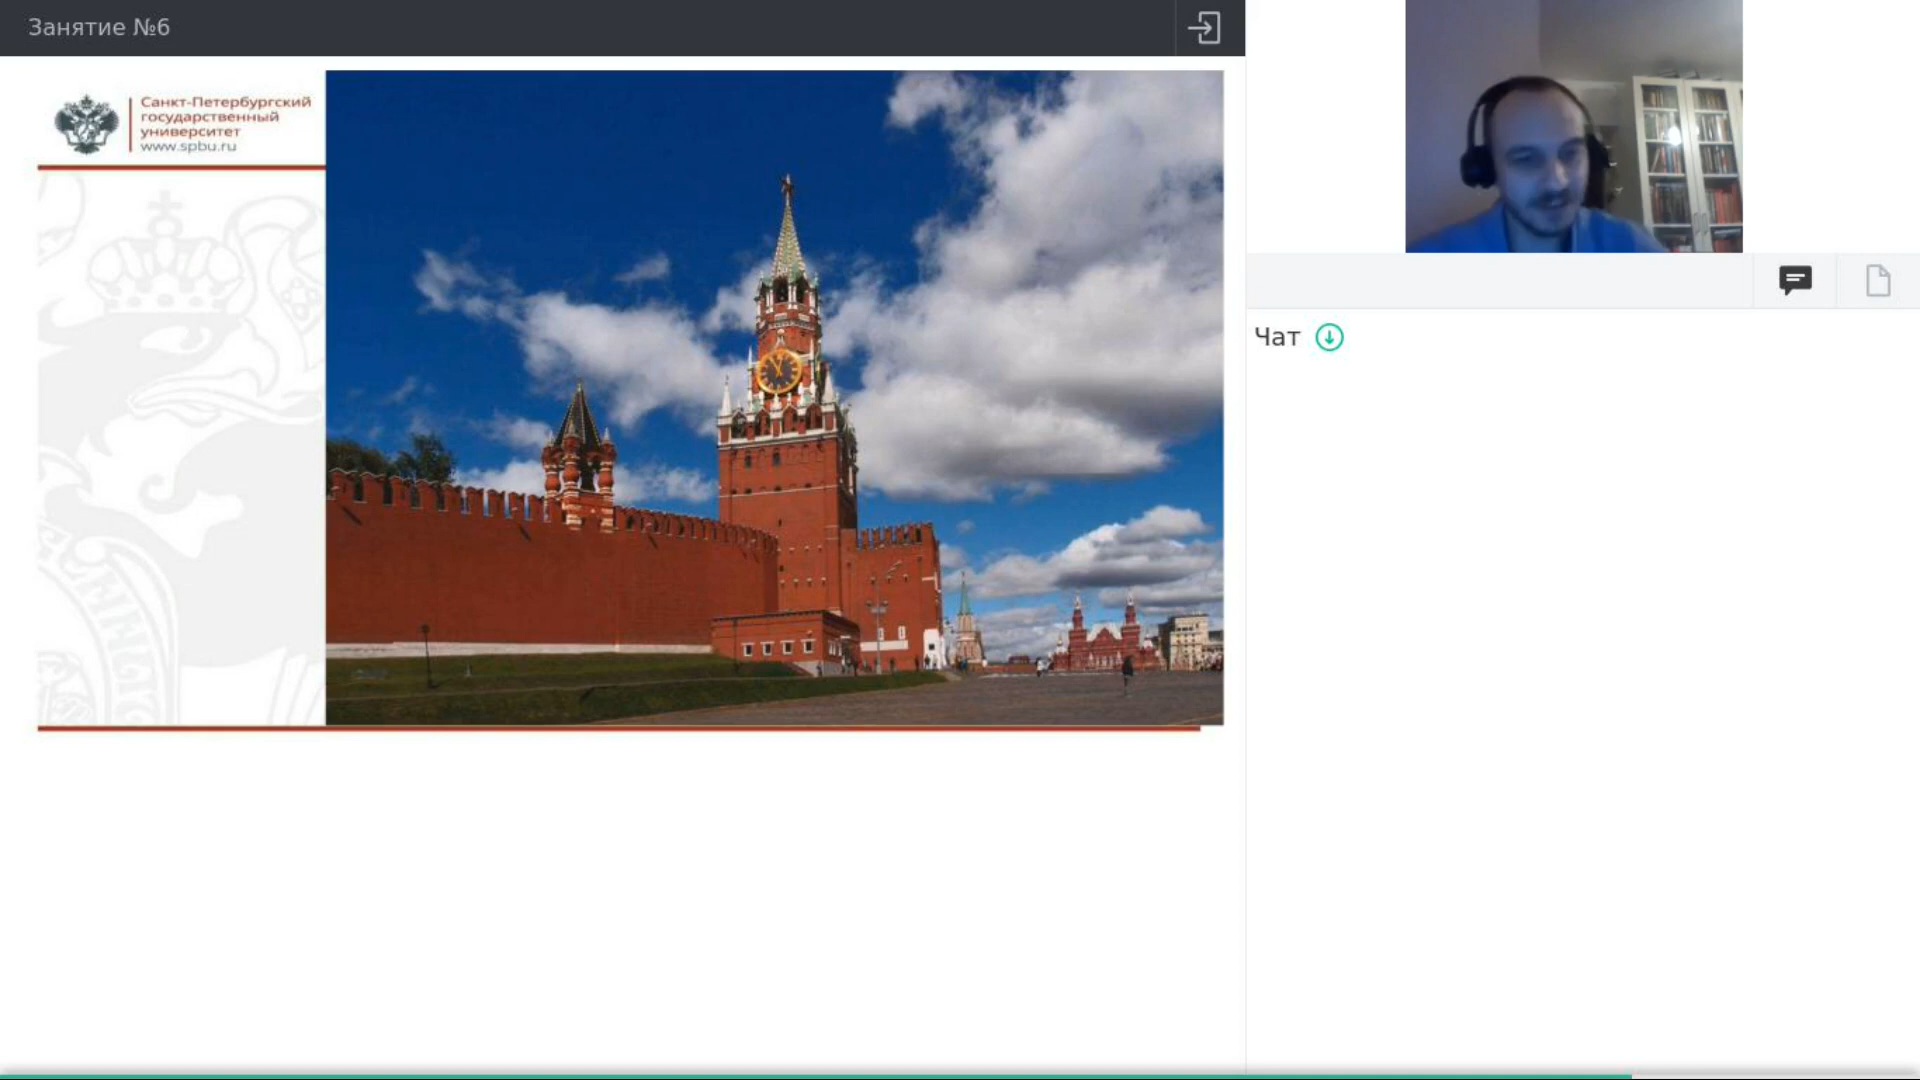 Занятие №6
Санкт-Петербургский
государственный
университет
www.spbu.ru
Чат